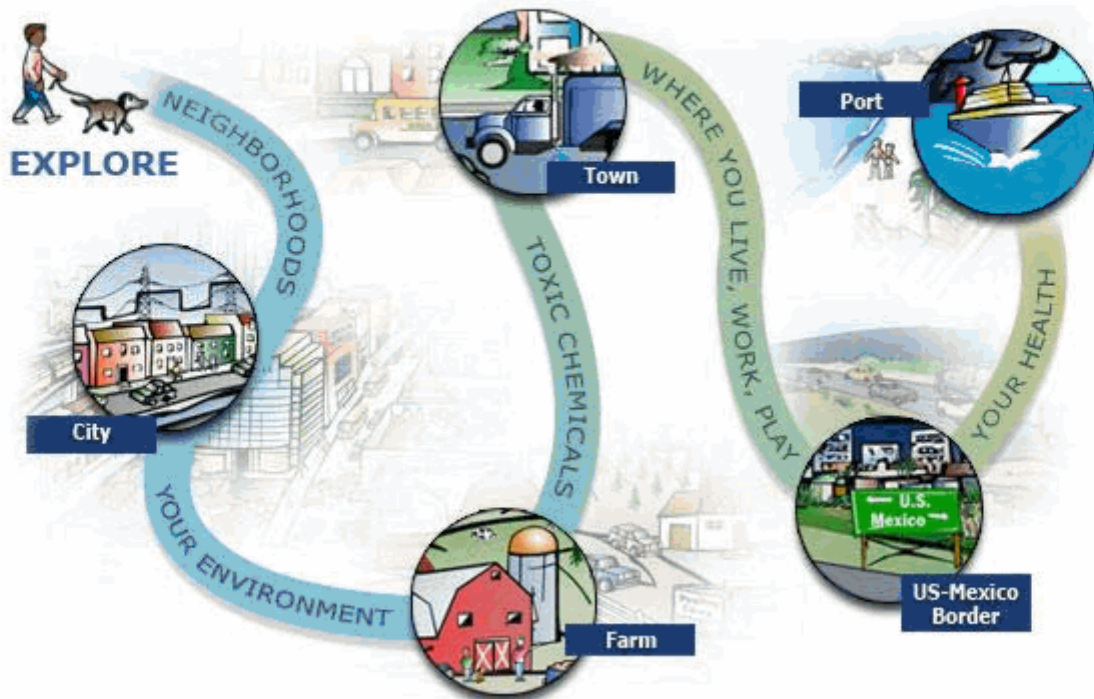 EXPLORE
NEIGHBORHOODS
City
YOUR ENVIRONMENT
Farm
TOXIC CHEMICALS
Town
WHERE YOU LIVE, WORK, PLAY
← U.S.
Mexico →
US-Mexico
Border
YOUR HEALTH
Port